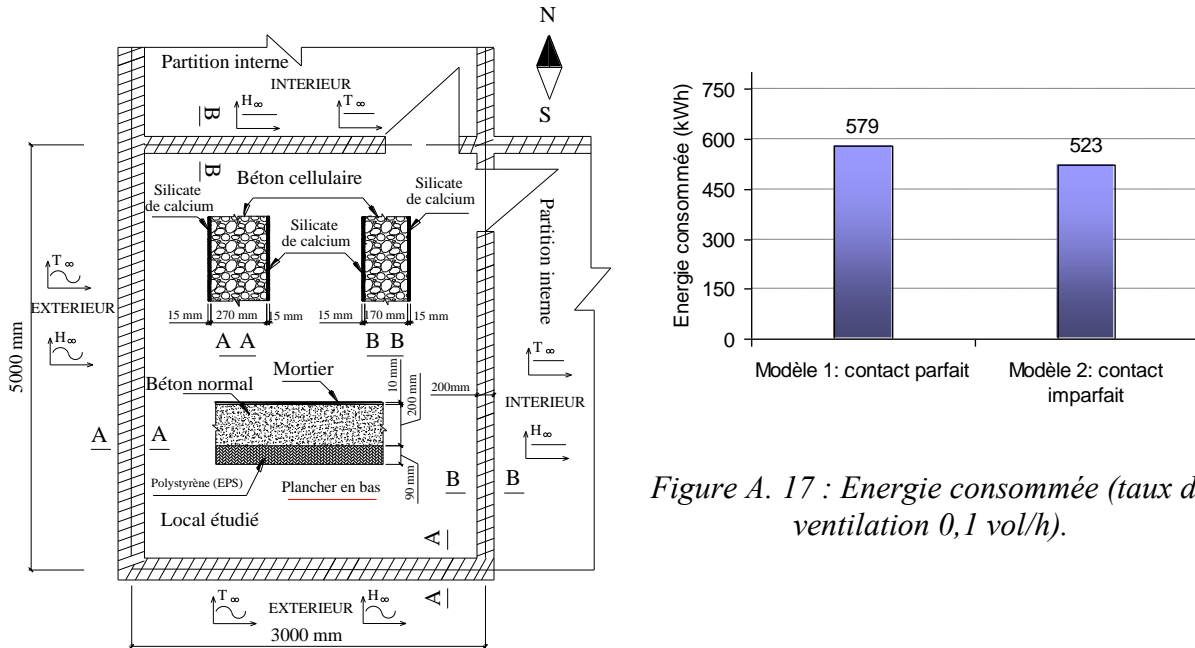 N
S
Partition interne
INTERIEUR
H∞
T∞
B
B
Béton cellulaire
Silicate
de calcium
Silicate
de calcium
Silicate
de calcium
Partition interne
T∞
EXTERIEUR
H∞
5000 mm
15 mm
270 mm
15 mm
15 mm
170 mm
15 mm
A A
B B
Mortier
Béton normal
10 mm
200 mm
90 mm
200mm
T∞
INTERIEUR
H∞
A
A
Polystyrène (EPS)
Plancher en bas
B
B
Local étudié
A
A
T∞
EXTERIEUR
H∞
3000 mm
Energie consommée (kWh)
750
600
450
300
150
0
579
523
Modèle 1: contact parfait
Modèle 2: contact
imparfait
Figure A. 17 : Energie consommée (taux d
ventilation 0,1 vol/h).